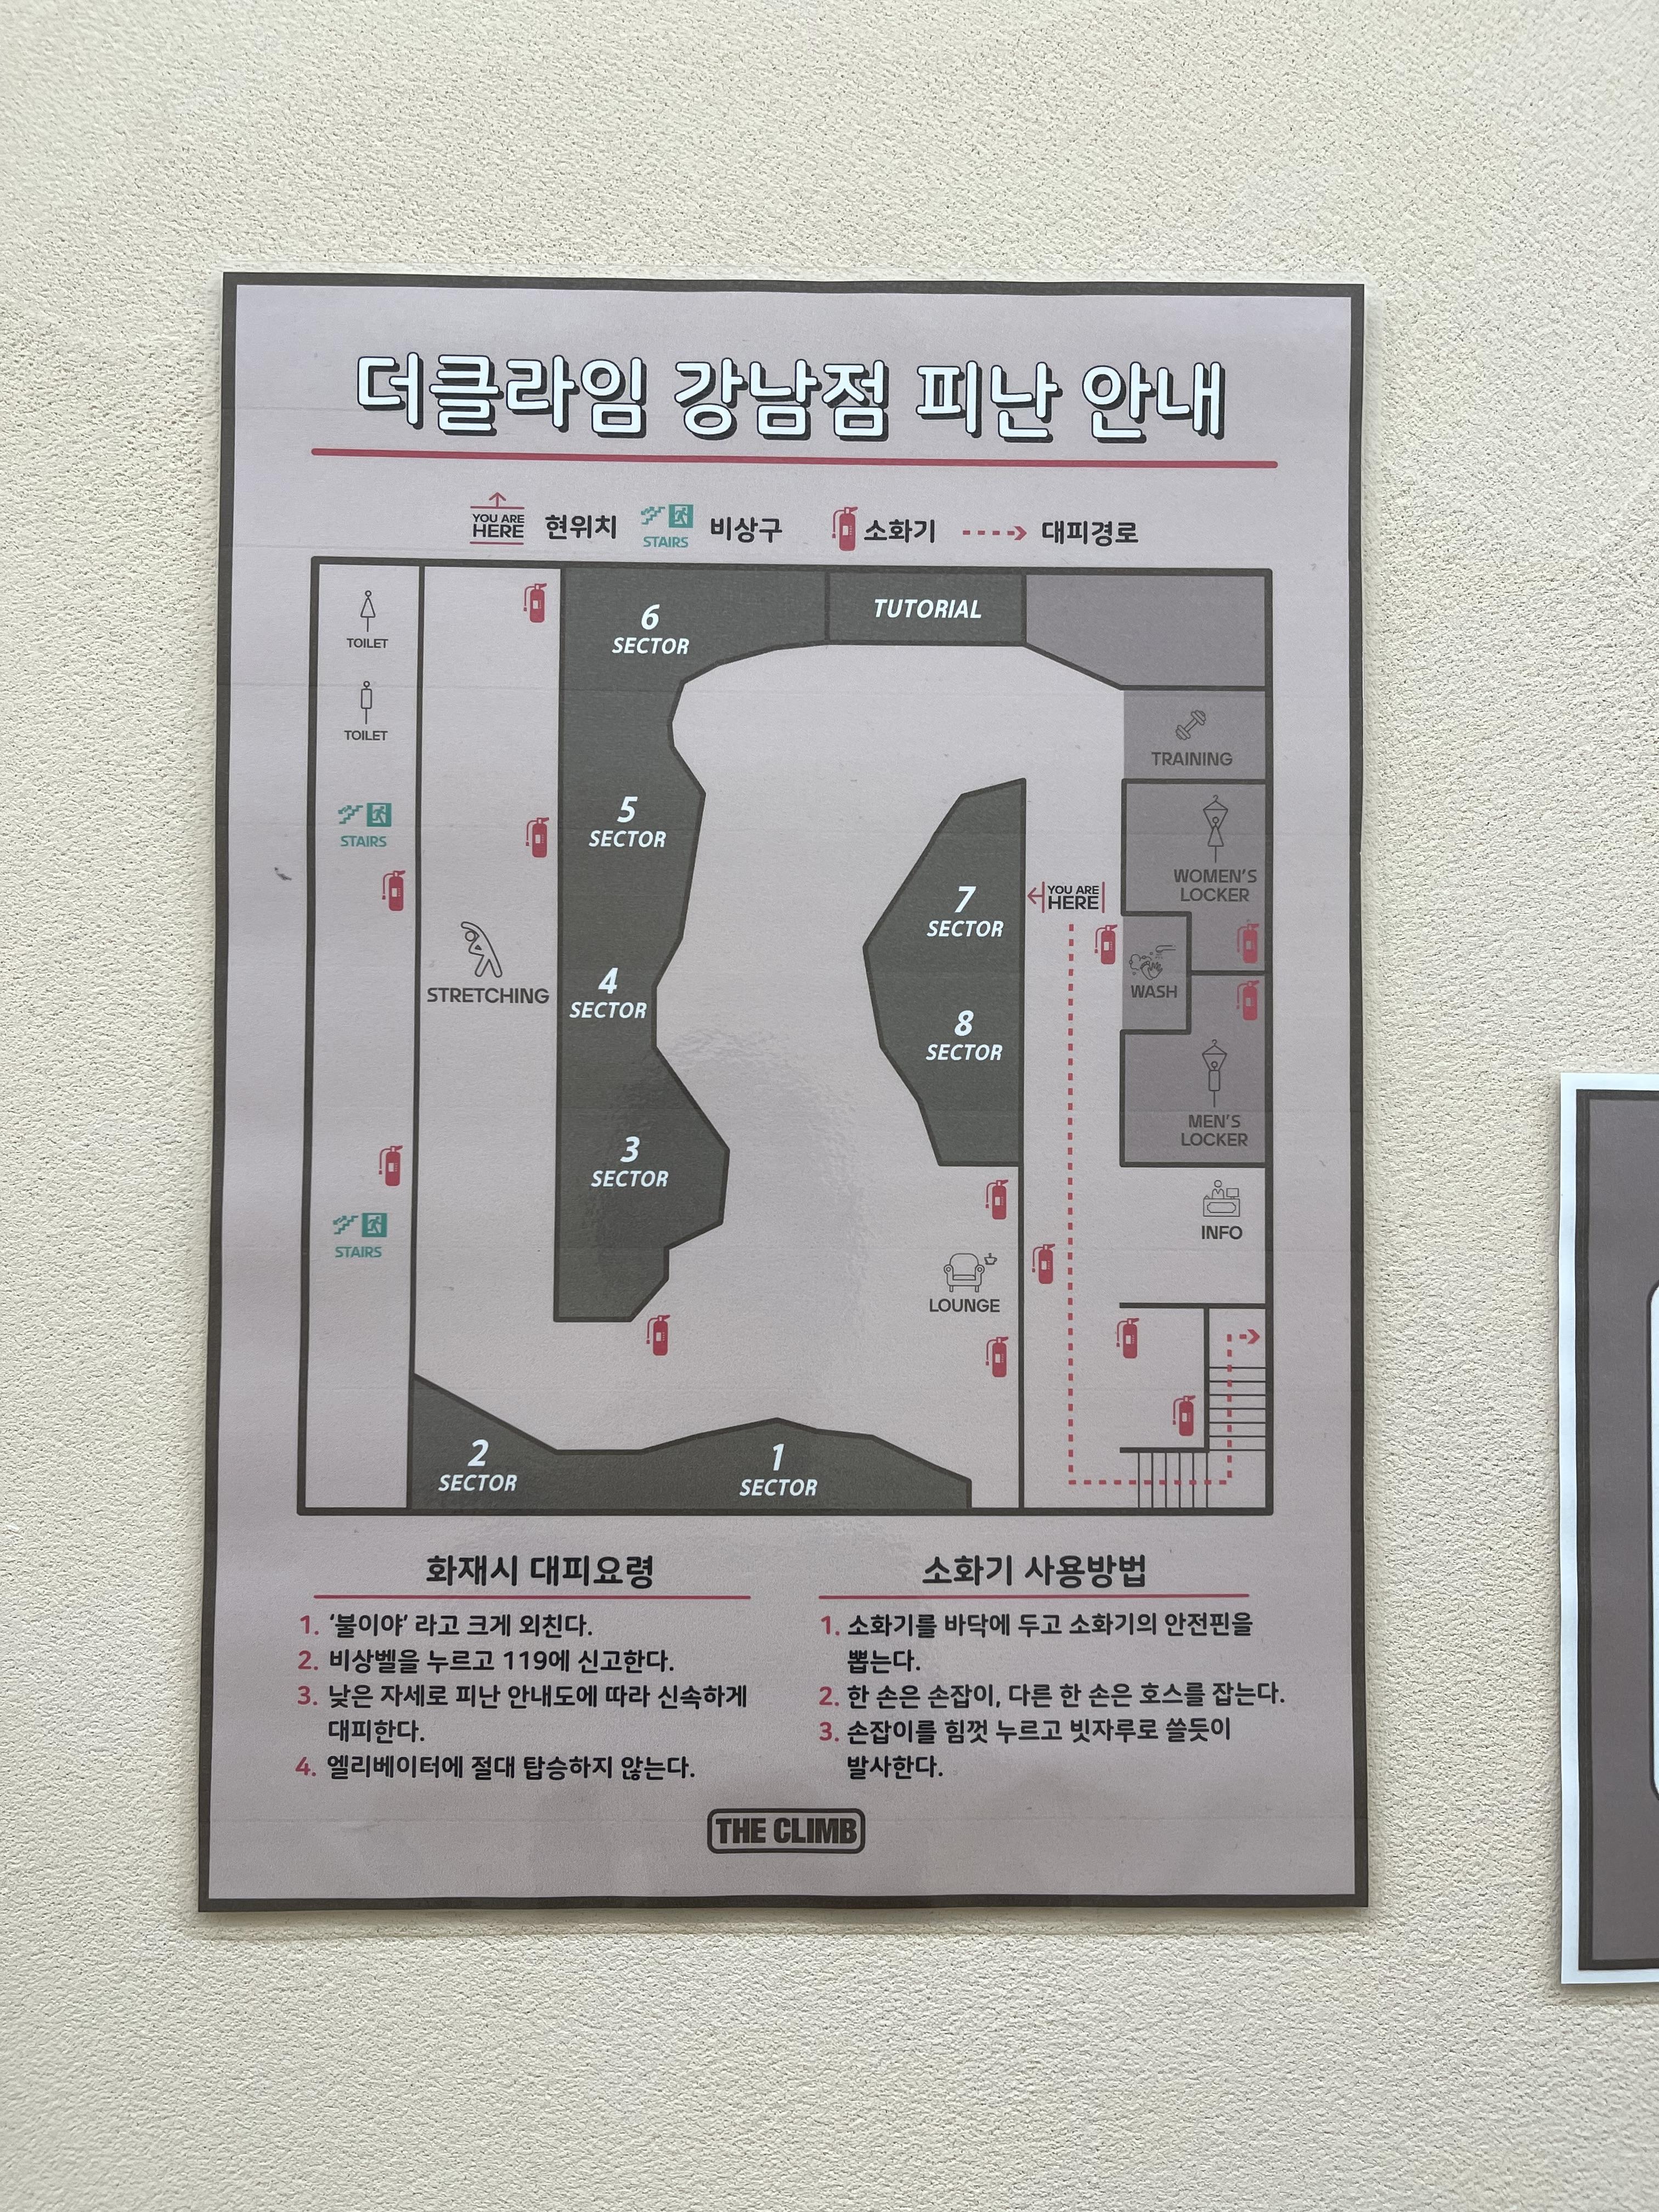 더클라임 강남점 피난 안내
YOU ARE
HERE
현위치
STAIRS
비상구
소화기
대피경로
TOILET
TOILET
STAIRS
STAIRS
STRETCHING
6
SECTOR
TUTORIAL
5
SECTOR
4
SECTOR
3
SECTOR
7
SECTOR
8
SECTOR
YOU ARE
HERE
TRAINING
WOMEN'S
LOCKER
WASH
MEN'S
LOCKER
INFO
LOUNGE
2
SECTOR
1
SECTOR
화재시 대피요령
1. '불이야' 라고 크게 외친다.
2. 비상벨을 누르고 119에 신고한다.
3. 낮은 자세로 피난 안내도에 따라 신속하게
대피한다.
4. 엘리베이터에 절대 탑승하지 않는다.
소화기 사용방법
1. 소화기를 바닥에 두고 소화기의 안전핀을
뽑는다.
2. 한 손은 손잡이, 다른 한 손은 호스를 잡는다.
3. 손잡이를 힘껏 누르고 빗자루로 쓸듯이
발사한다.
THE CLIMB